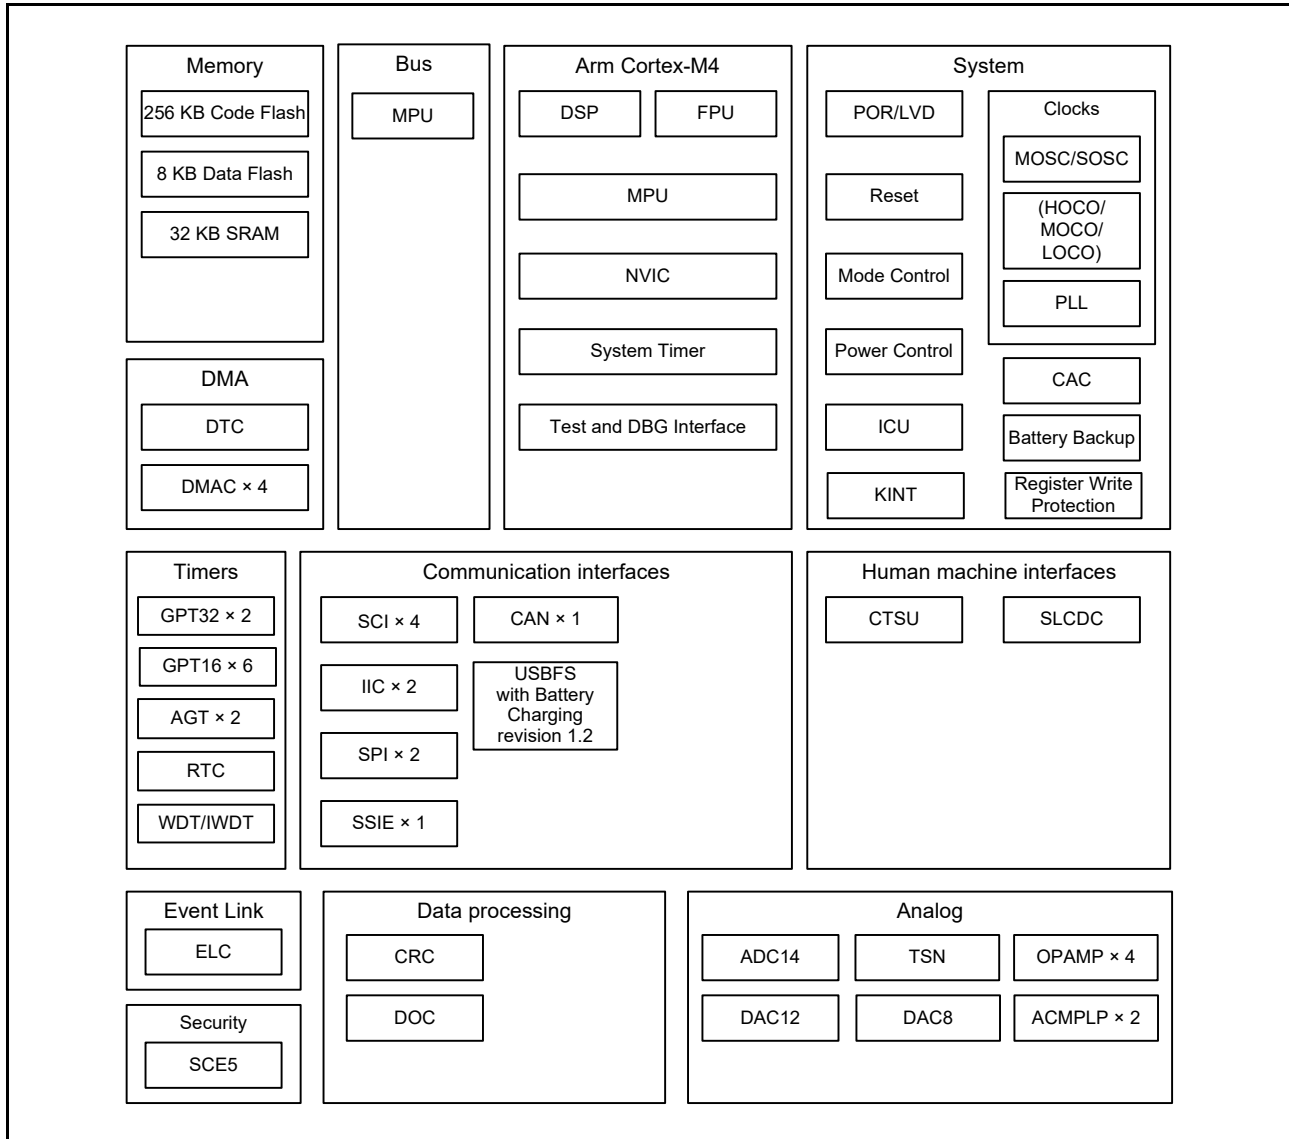 Memory
256 KB Code Flash
8 KB Data Flash
32 KB SRAM
DMA
DTC
DMAC × 4
Bus
MPU
Arm Cortex-M4
DSP
FPU
MPU
NVIC
System Timer
Test and DBG Interface
System
POR/LVD
Reset
Mode Control
Power Control
ICU
KINT
Clocks
MOSC/SOSC
(HOCO/
MOCO/
LOCO)
PLL
CAC
Battery Backup
Register Write
Protection
Timers
GPT32 × 2
GPT16 × 6
AGT × 2
RTC
WDT/IWDT
Communication interfaces
SCI × 4
IIC × 2
SPI × 2
SSIE × 1
CAN × 1
USBFS
with Battery
Charging
revision 1.2
Human machine interfaces
CTSU
SLCDC
Event Link
ELC
Security
SCE5
Data processing
CRC
DOC
Analog
ADC14
TSN
OPAMP × 4
DAC12
DAC8
ACMPLP × 2